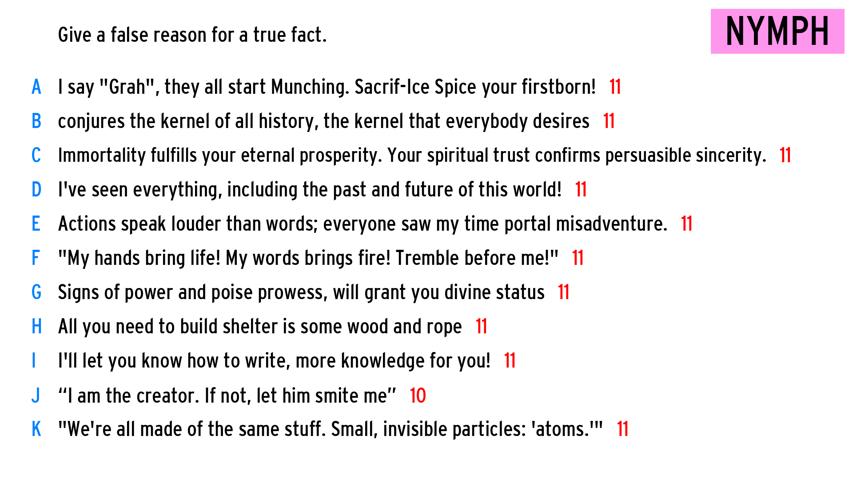 Give a false reason for a true fact.
NYMPH
A I say "Grah", they all start Munching. Sacrif-Ice Spice your firstborn! 11
B conjures the kernel of all history, the kernel that everybody desires 11
C Immortality fulfills your eternal prosperity. Your spiritual trust confirms persuasible sincerity. 11
D I've seen everything, including the past and future of this world! 11
E Actions speak louder than words; everyone saw my time portal misadventure. 11
F "My hands bring life! My words brings fire! Tremble before me!" 11
G Signs of power and poise prowess, will grant you divine status 11
H All you need to build shelter is some wood and rope 11
I I'll let you know how to write, more knowledge for you! 11
J “I am the creator. If not, let him smite me” 10
K "We're all made of the same stuff. Small, invisible particles: 'atoms.'" 11